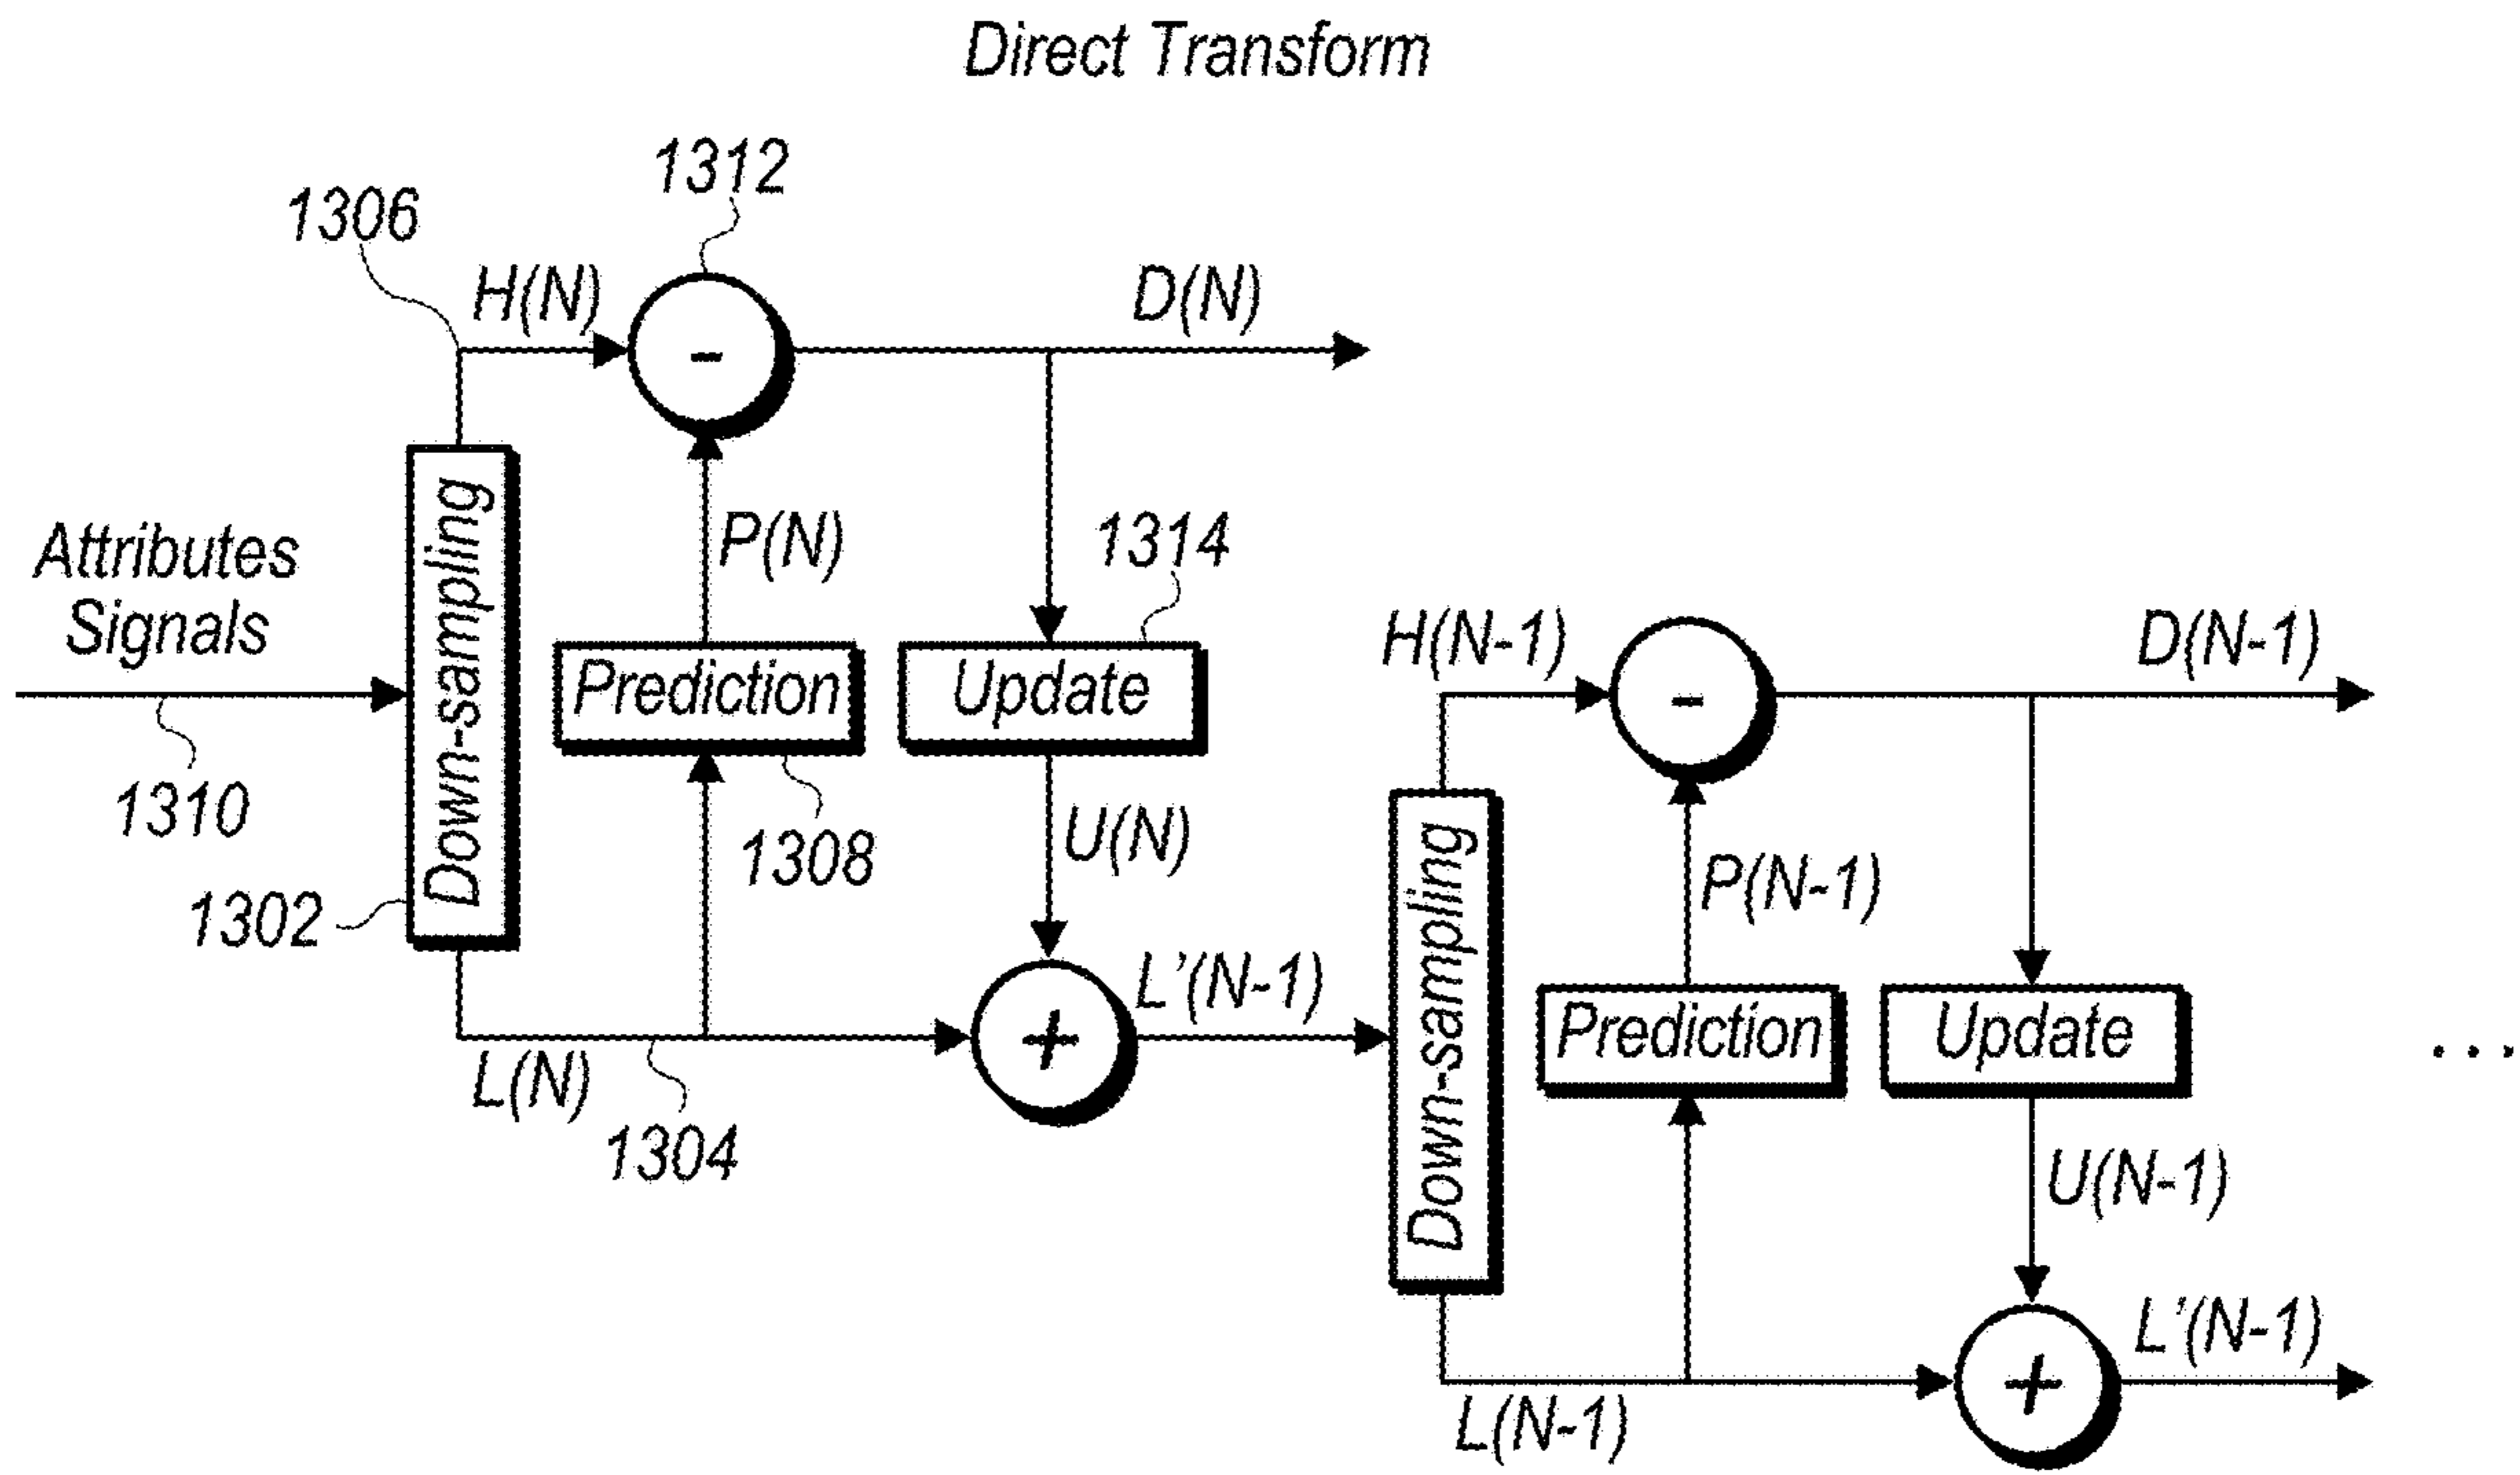 Direct Transform
1312
1306
H(N)
D(N)
-
Down-sampling
P(N)
1314
Attributes
Signals
Prediction
Update
1310
1308
U(N)
1302
L'(N-1)
+
L(N)
1304
H(N-1)
D(N-1)
-
Down-sampling
P(N-1)
Prediction
Update
...
U(N-1)
L'(N-1)
+
L(N-1)